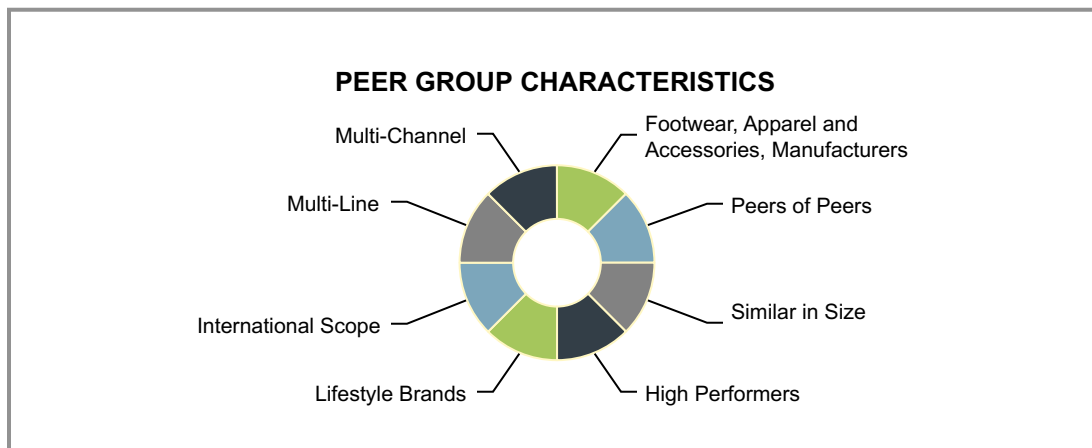 PEER GROUP CHARACTERISTICS
Multi-Channel
Footwear, Apparel and
Accessories, Manufacturers
Multi-Line
Peers of Peers
International Scope
Similar in Size
Lifestyle Brands
High Performers